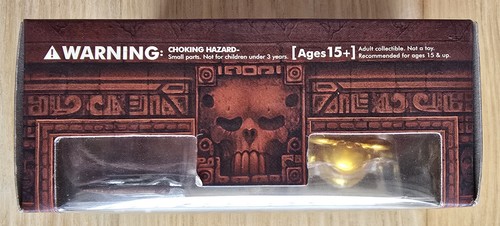 WARNING: CHOKING HAZARD-
Small parts. Not for children under 3 years.
[Ages 15+]
Adult collectible. Not a toy.
Recommended for ages 15 & up.